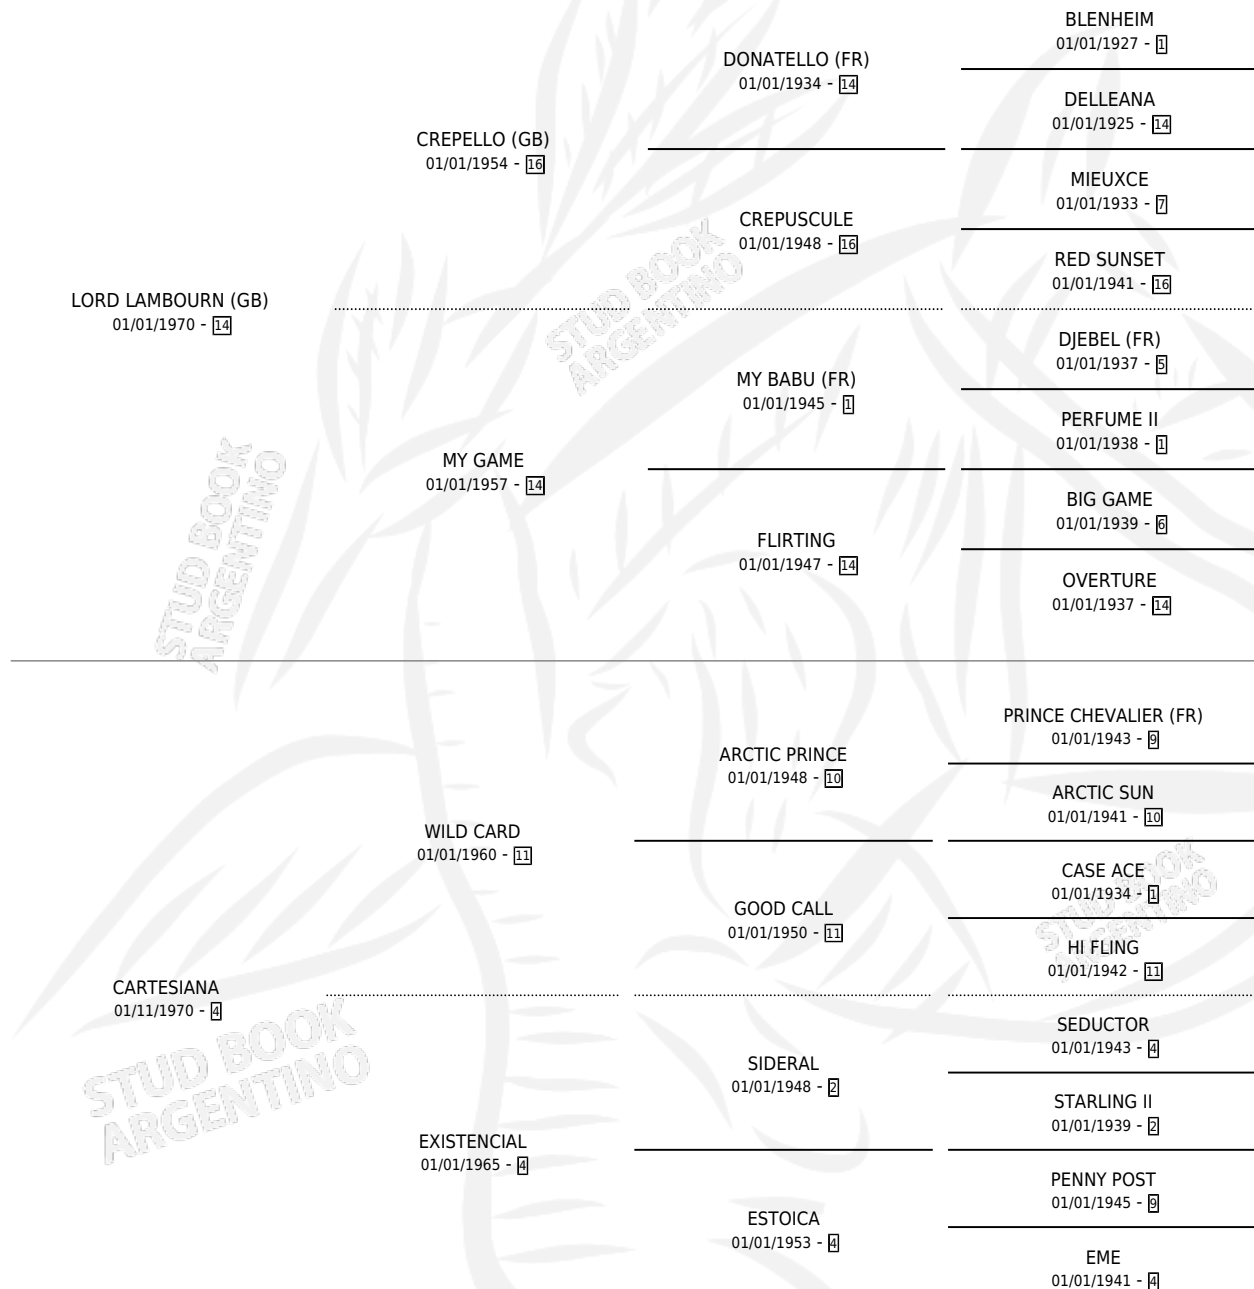 BLENHEIM
01/01/1927 - 1
DONATELLO (FR)
01/01/1934 - 14
DELLEANA
01/01/1925 - 14
CREPELLO (GB)
01/01/1954 - 16
MIEUXCE
01/01/1933 - 7
CREPUSCULE
01/01/1948 - 16
RED SUNSET
01/01/1941 - 16
LORD LAMBOURN (GB)
01/01/1970 - 14
DJEBEL (FR)
01/01/1937 - 5
MY BABU (FR)
01/01/1945 - 1
PERFUME II
01/01/1938 - 1
MY GAME
01/01/1957 - 14
BIG GAME
01/01/1939 - 6
FLIRTING
01/01/1947 - 14
OVERTURE
01/01/1937 - 14
PRINCE CHEVALIER (FR)
01/01/1943 - 9
ARCTIC PRINCE
01/01/1948 - 10
ARCTIC SUN
01/01/1941 - 10
WILD CARD
01/01/1960 - 11
CASE ACE
01/01/1934 - 1
GOOD CALL
01/01/1950 - 11
HI FLING
01/01/1942 - 11
CARTESIANA
01/11/1970 - 4
SEDUCTOR
01/01/1943 - 4
SIDERAL
01/01/1948 - 2
STARLING II
01/01/1939 - 2
EXISTENCIAL
01/01/1965 - 4
PENNY POST
01/01/1945 - 9
ESTOICA
01/01/1953 - 4
EME
01/01/1941 - 4
STUD BOOK
ARGENTINO
STUD BOOK
ARGENTINO
STUD BOOK
ARGENTINO
STUD BOOK
ARGENTINO